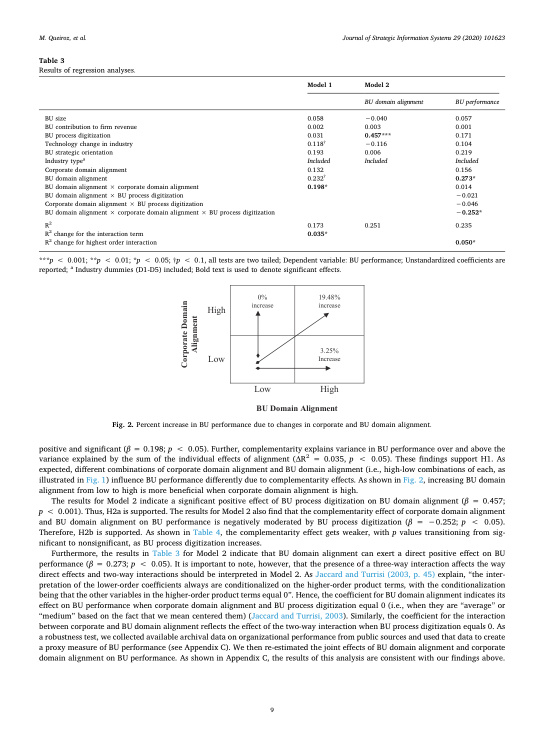 M. Queiroz, et al.
Journal of Strategic Information Systems 29 (2020) 101623
Table 3
Results of regression analyses.
Model 1 Model 2
BU domain alignment BU performance
BU size 0.058 −0.040 0.057
BU contribution to firm revenue 0.002 0.003 0.001
BU process digitization 0.031 0.457*** 0.171
Technology change in industry 0.118† −0.116 0.104
BU strategic orientation 0.193 0.006 0.219
Industry typeª Included Included Included
Corporate domain alignment 0.132 0.156
BU domain alignment 0.232† 0.273*
BU domain alignment × corporate domain alignment 0.198* 0.014
BU domain alignment × BU process digitization −0.021
Corporate domain alignment × BU process digitization −0.046
BU domain alignment × corporate domain alignment × BU process digitization −0.252*
R² 0.173 0.251 0.235
R² change for the interaction term 0.035*
R² change for highest order interaction 0.050*
***p < 0.001; **p < 0.01; *p < 0.05; †p < 0.1, all tests are two tailed; Dependent variable: BU performance; Unstandardized coefficients are
reported; ª Industry dummies (D1-D5) included; Bold text is used to denote significant effects.
Corporate Domain
Alignment
High
Low
0%
increase
19.48%
increase
3.25%
Increase
Low High
BU Domain Alignment
Fig. 2. Percent increase in BU performance due to changes in corporate and BU domain alignment.
positive and significant (β = 0.198; p < 0.05). Further, complementarity explains variance in BU performance over and above the
variance explained by the sum of the individual effects of alignment (ΔR² = 0.035, p < 0.05). These findings support H1. As
expected, different combinations of corporate domain alignment and BU domain alignment (i.e., high-low combinations of each, as
illustrated in Fig. 1) influence BU performance differently due to complementarity effects. As shown in Fig. 2, increasing BU domain
alignment from low to high is more beneficial when corporate domain alignment is high.
The results for Model 2 indicate a significant positive effect of BU process digitization on BU domain alignment (β = 0.457;
p < 0.001). Thus, H2a is supported. The results for Model 2 also find that the complementarity effect of corporate domain alignment
and BU domain alignment on BU performance is negatively moderated by BU process digitization (β = −0.252; p < 0.05).
Therefore, H2b is supported. As shown in Table 4, the complementarity effect gets weaker, with p values transitioning from sig-
nificant to nonsignificant, as BU process digitization increases.
Furthermore, the results in Table 3 for Model 2 indicate that BU domain alignment can exert a direct positive effect on BU
performance (β = 0.273; p < 0.05). It is important to note, however, that the presence of a three-way interaction affects the way
direct effects and two-way interactions should be interpreted in Model 2. As Jaccard and Turrisi (2003, p. 45) explain, “the inter-
pretation of the lower-order coefficients always are conditionalized on the higher-order product terms, with the conditionalization
being that the other variables in the higher-order product terms equal 0”. Hence, the coefficient for BU domain alignment indicates its
effect on BU performance when corporate domain alignment and BU process digitization equal 0 (i.e., when they are “average” or
“medium” based on the fact that we mean centered them) (Jaccard and Turrisi, 2003). Similarly, the coefficient for the interaction
between corporate and BU domain alignment reflects the effect of the two-way interaction when BU process digitization equals 0. As
a robustness test, we collected available archival data on organizational performance from public sources and used that data to create
a proxy measure of BU performance (see Appendix C). We then re-estimated the joint effects of BU domain alignment and corporate
domain alignment on BU performance. As shown in Appendix C, the results of this analysis are consistent with our findings above.
9